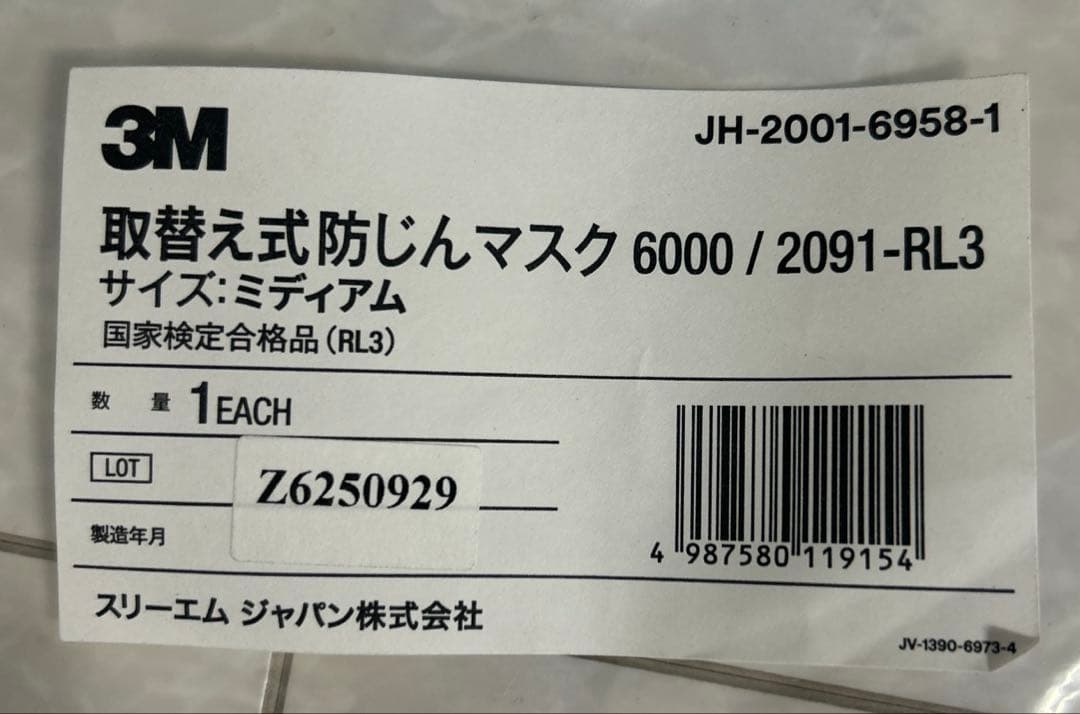 3M
JH-2001-6958-1
取替え式防じんマスク 6000 / 2091-RL3
サイズ:ミディアム
国家検定合格品(RL3)
数 量 1EACH
LOT
Z6250929
製造年月
4 987580 119154
スリーエム ジャパン株式会社
JV-1390-6973-4